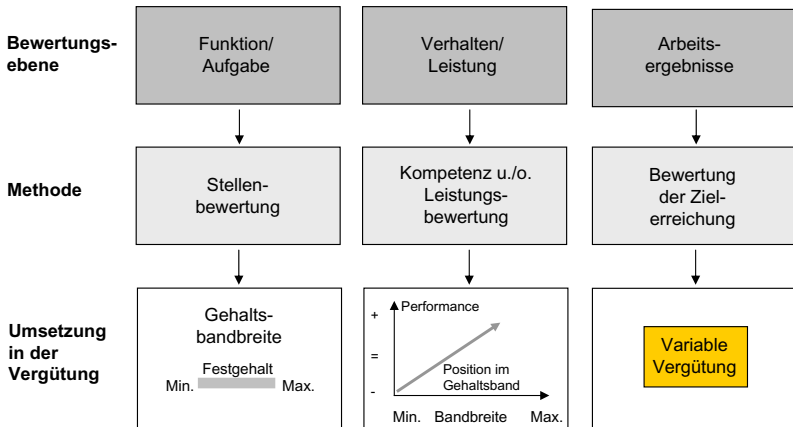 Bewertungs-
ebene
Funktion/
Aufgabe
Verhalten/
Leistung
Arbeits-
ergebnisse
Methode
Stellen-
bewertung
Kompetenz u./o.
Leistungs-
bewertung
Bewertung
der Ziel-
erreichung
Umsetzung
in der
Vergütung
Gehalts-
bandbreite
Festgehalt
Min. Max.
+
=
-
Performance
Position im
Gehaltsband
Min. Bandbreite Max.
Variable
Vergütung